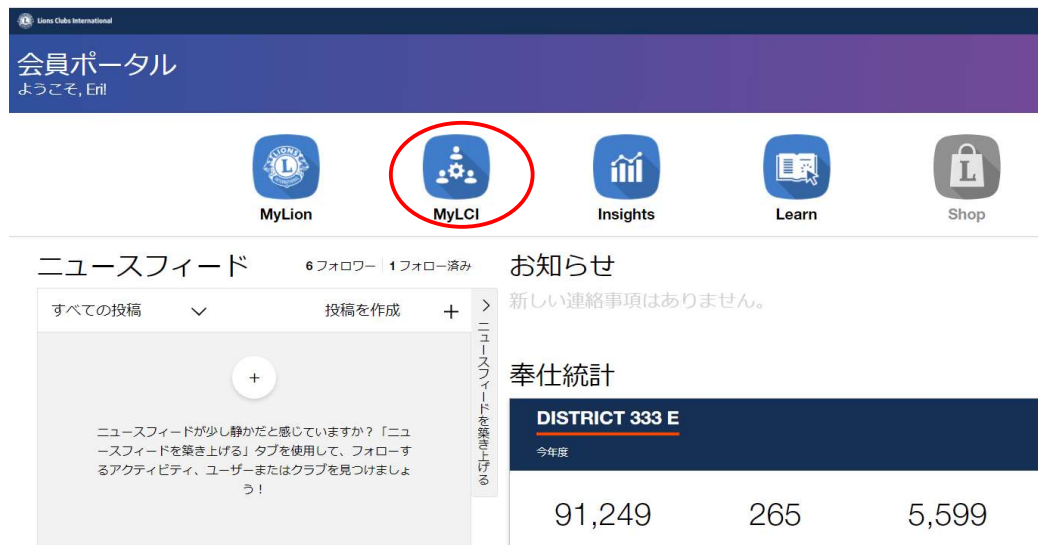 Lions Clubs International
会員ポータル
ようこそ, Eri!
MyLion
MyLCI
Insights
Learn
Shop
ニュースフィード
6 フォロワー | 1 フォロー済み
すべての投稿
投稿を作成 +
ニュースフィードを築き上げる
+
ニュースフィードが少し静かだと感じていますか？「ニュ
ースフィードを築き上げる」タブを使用して、フォローす
るアクティビティ、ユーザーまたはクラブを見つけましょ
う！
お知らせ
新しい連絡事項はありません。
奉仕統計
DISTRICT 333 E
今年度
91,249 265 5,599